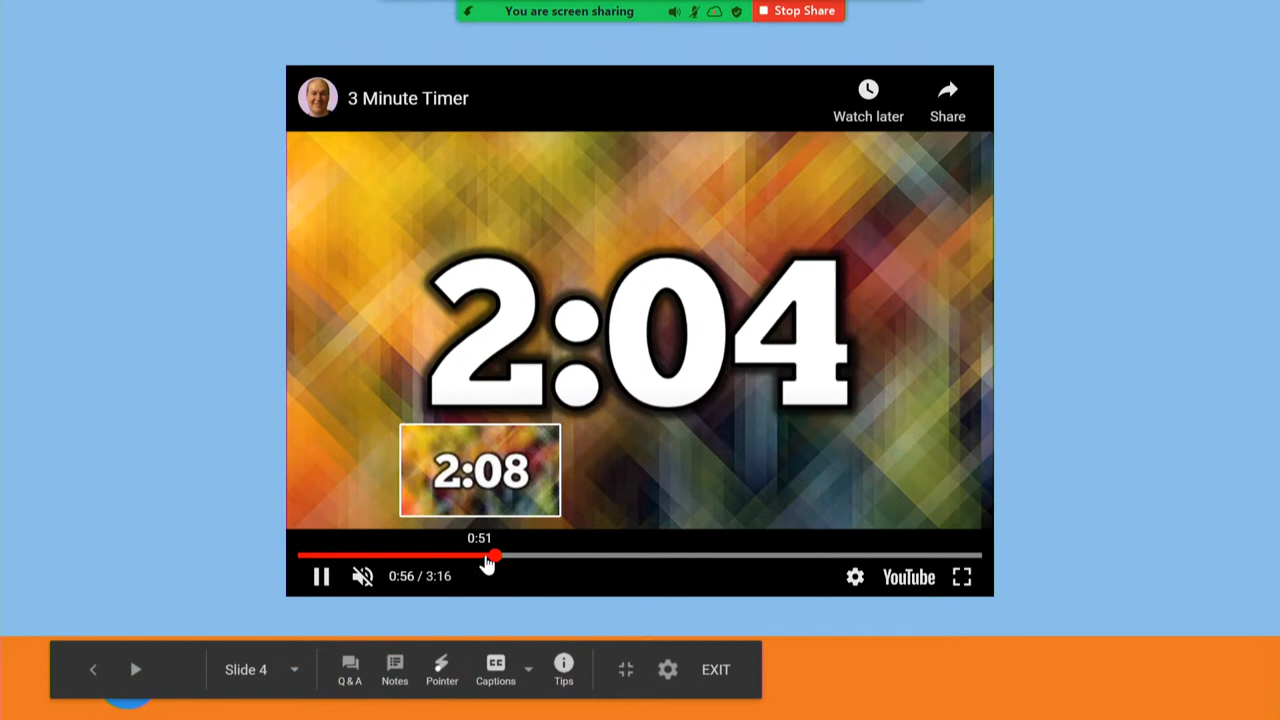 You are screen sharing
Stop Share
3 Minute Timer
Watch later
Share
2:04
2:08
0:51
0:56 / 3:16
YouTube
Slide 4
Q & A
Notes
Pointer
CC
Captions
Tips
EXIT